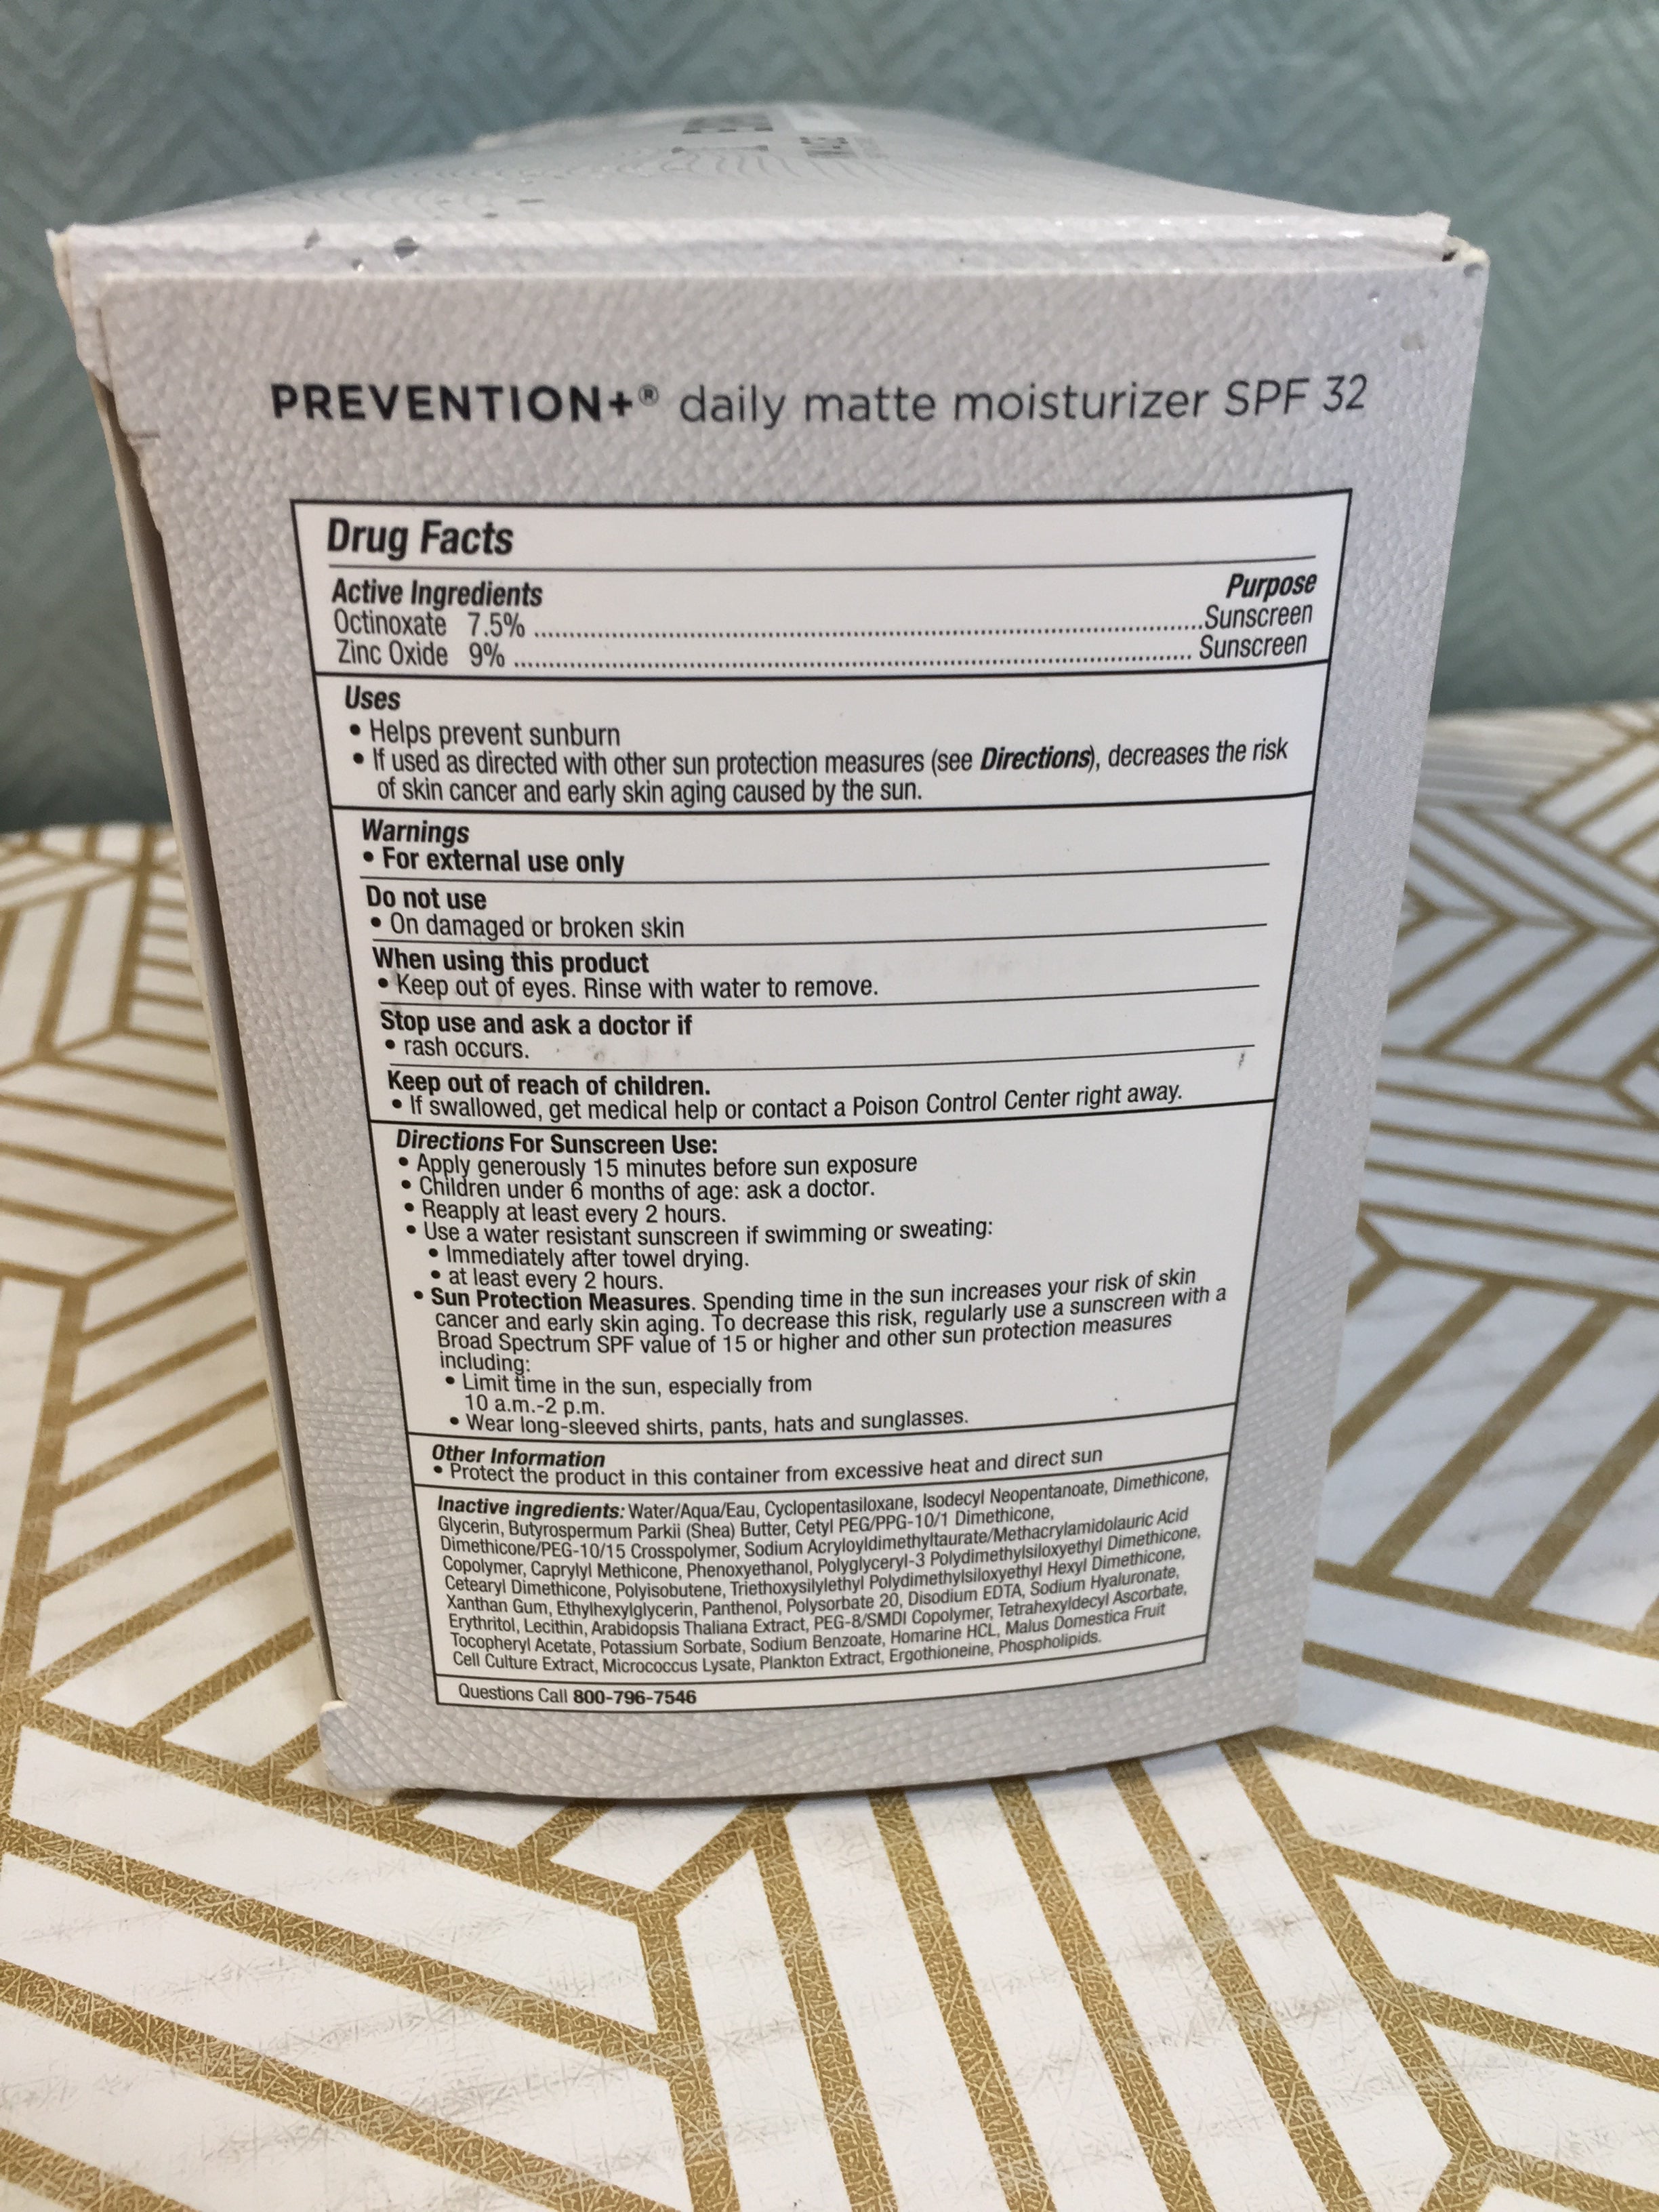 PREVENTION+® daily matte moisturizer SPF 32
Drug Facts
Active Ingredients Purpose
Octinoxate 7.5% ........ Sunscreen
Zinc Oxide 9% ........ Sunscreen
Uses
• Helps prevent sunburn
• If used as directed with other sun protection measures (see Directions), decreases the risk
of skin cancer and early skin aging caused by the sun.
Warnings
• For external use only
Do not use
• On damaged or broken skin
When using this product
• Keep out of eyes. Rinse with water to remove.
Stop use and ask a doctor if
• rash occurs.
Keep out of reach of children.
• If swallowed, get medical help or contact a Poison Control Center right away.
Directions For Sunscreen Use:
• Apply generously 15 minutes before sun exposure
• Children under 6 months of age: ask a doctor.
• Reapply at least every 2 hours.
• Use a water resistant sunscreen if swimming or sweating:
• Immediately after towel drying.
• at least every 2 hours.
• Sun Protection Measures. Spending time in the sun increases your risk of skin
cancer and early skin aging. To decrease this risk, regularly use a sunscreen with a
Broad Spectrum SPF value of 15 or higher and other sun protection measures
including:
• Limit time in the sun, especially from
10 a.m.-2 p.m.
• Wear long-sleeved shirts, pants, hats and sunglasses.
Other Information
• Protect the product in this container from excessive heat and direct sun
Inactive ingredients: Water/Aqua/Eau, Cyclopentasiloxane, Isodecyl Neopentanoate, Dimethicone,
Glycerin, Butyrospermum Parkii (Shea) Butter, Cetyl PEG/PPG-10/1 Dimethicone,
Dimethicone/PEG-10/15 Crosspolymer, Sodium Acryloyldimethyltaurate/Methacrylamidolauric Acid
Copolymer, Caprylyl Methicone, Phenoxyethanol, Polyglyceryl-3 Polydimethylsiloxyethyl Dimethicone,
Cetearyl Dimethicone, Polyisobutene, Triethoxysilylethyl Polydimethylsiloxyethyl Hexyl Dimethicone,
Xanthan Gum, Ethylhexylglycerin, Panthenol, Polysorbate 20, Disodium EDTA, Sodium Hyaluronate,
Erythritol, Lecithin, Arabidopsis Thaliana Extract, PEG-8/SMDI Copolymer, Tetrahexyldecyl Ascorbate,
Tocopheryl Acetate, Potassium Sorbate, Sodium Benzoate, Homarine HCL, Malus Domestica Fruit
Cell Culture Extract, Micrococcus Lysate, Plankton Extract, Ergothioneine, Phospholipids.
Questions Call 800-796-7546